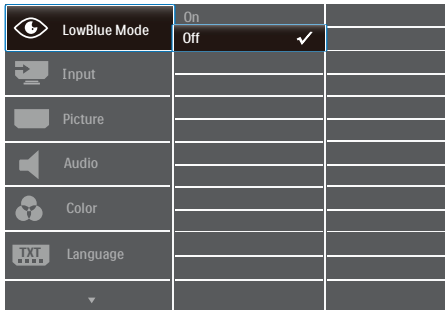 LowBlue Mode
On
Off
Input
Picture
Audio
Color
TXT
Language